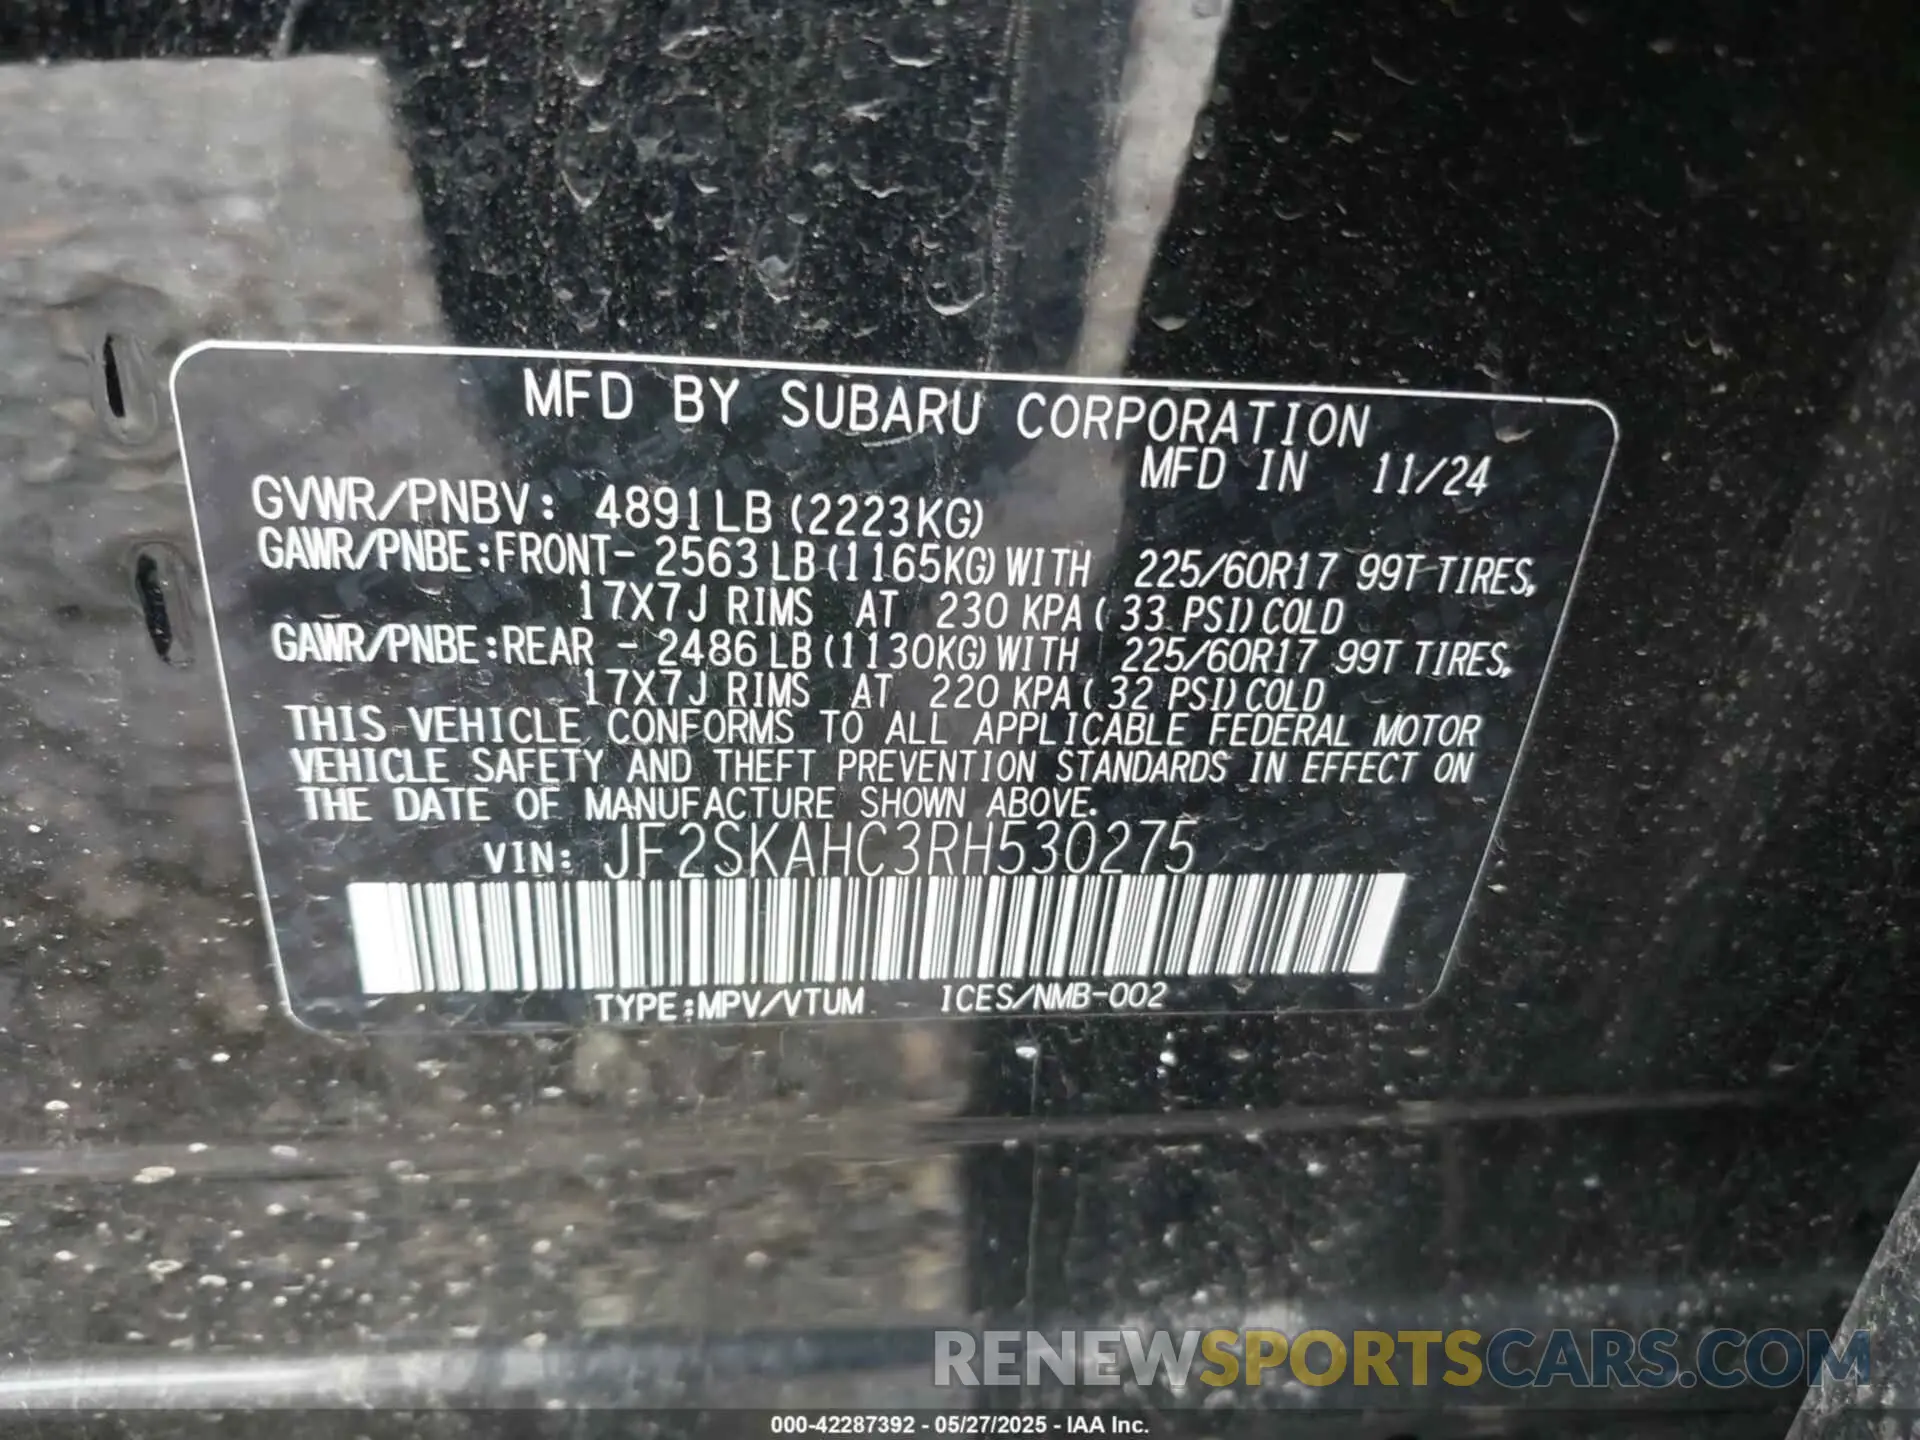 MFD BY SUBARU CORPORATION
MFD IN 11/24
GVWR/PNBV: 4891LB (2223KG)
GAWR/PNBE:FRONT- 2563 LB (1165KG) WITH 225/60R17 99T TIRES,
17X7J RIMS AT 230 KPA ( 33 PSI) COLD
GAWR/PNBE:REAR - 2486 LB (1130KG) WITH 225/60R17 99T TIRES,
17X7J RIMS AT 220 KPA ( 32 PSI) COLD
THIS VEHICLE CONFORMS TO ALL APPLICABLE FEDERAL MOTOR
VEHICLE SAFETY AND THEFT PREVENTION STANDARDS IN EFFECT ON
THE DATE OF MANUFACTURE SHOWN ABOVE.
VIN: JF2SKAHC3RH530275
TYPE:MPV/VTUM ICES/NMB-002
RENEWSPORTSCARS.COM
000-42287392 - 05/27/2025 - IAA Inc.